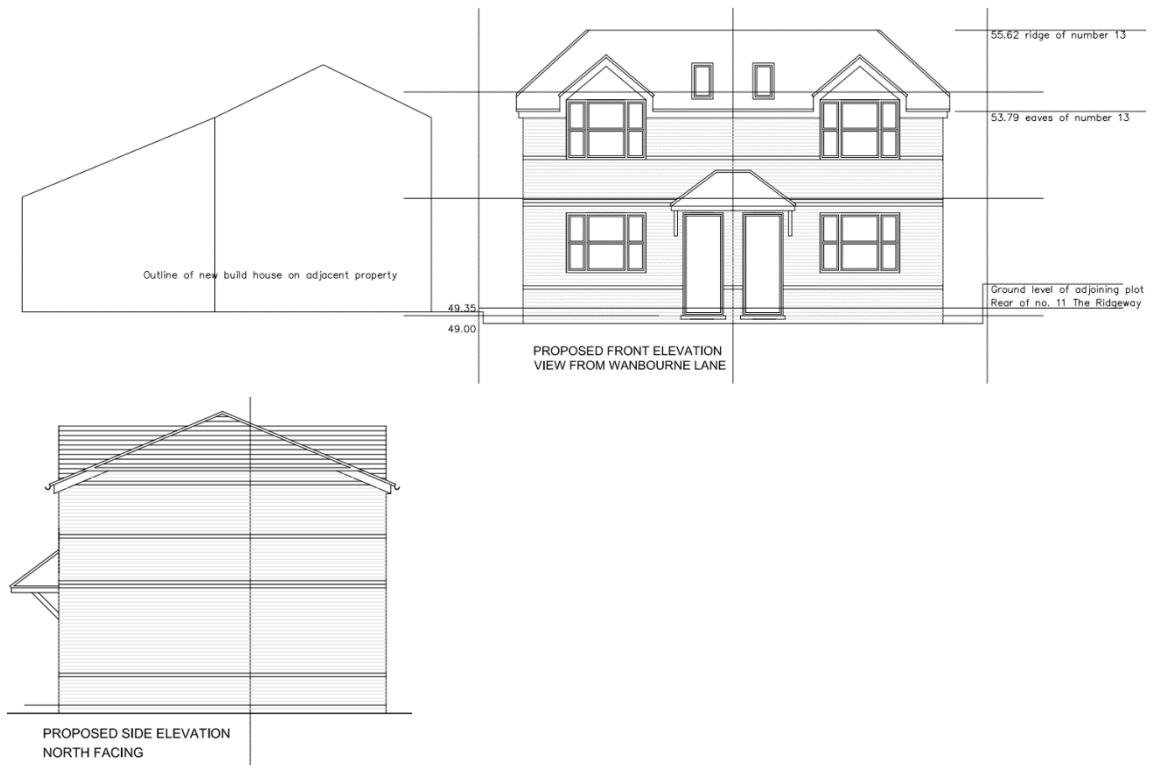 55.62 ridge of number 13
53.79 eaves of number 13
Outline of new build house on adjacent property
Ground level of adjoining plot
Rear of no. 11 The Ridgeway
49.35
49.00
PROPOSED FRONT ELEVATION
VIEW FROM WANBOURNE LANE
PROPOSED SIDE ELEVATION
NORTH FACING